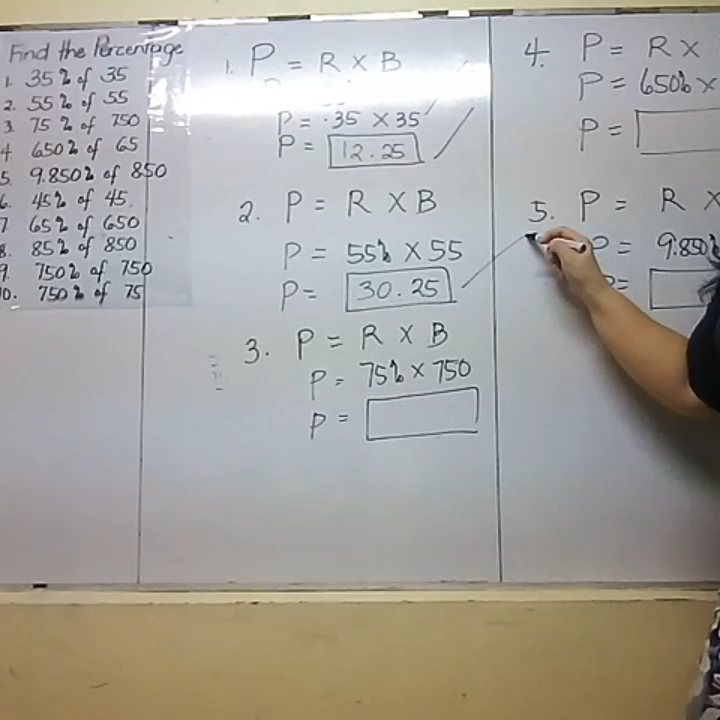 Find the Percentage
1. 35% of 35
2. 55% of 55
3. 75% of 750
4. 650% of 65
5. 9.850% of 850
6. 45% of 45
7. 65% of 650
8. 85% of 850
9. 750% of 750
10. 750% of 75
1. P = R X B
P = .35 X 35
P = 12.25
2. P = R X B
P = 55% X 55
P = 30.25
3. P = R X B
P = 75% X 750
P =
4. P = R X
P = 650% X
P =
5. P = R X
P = 9.850%
P =